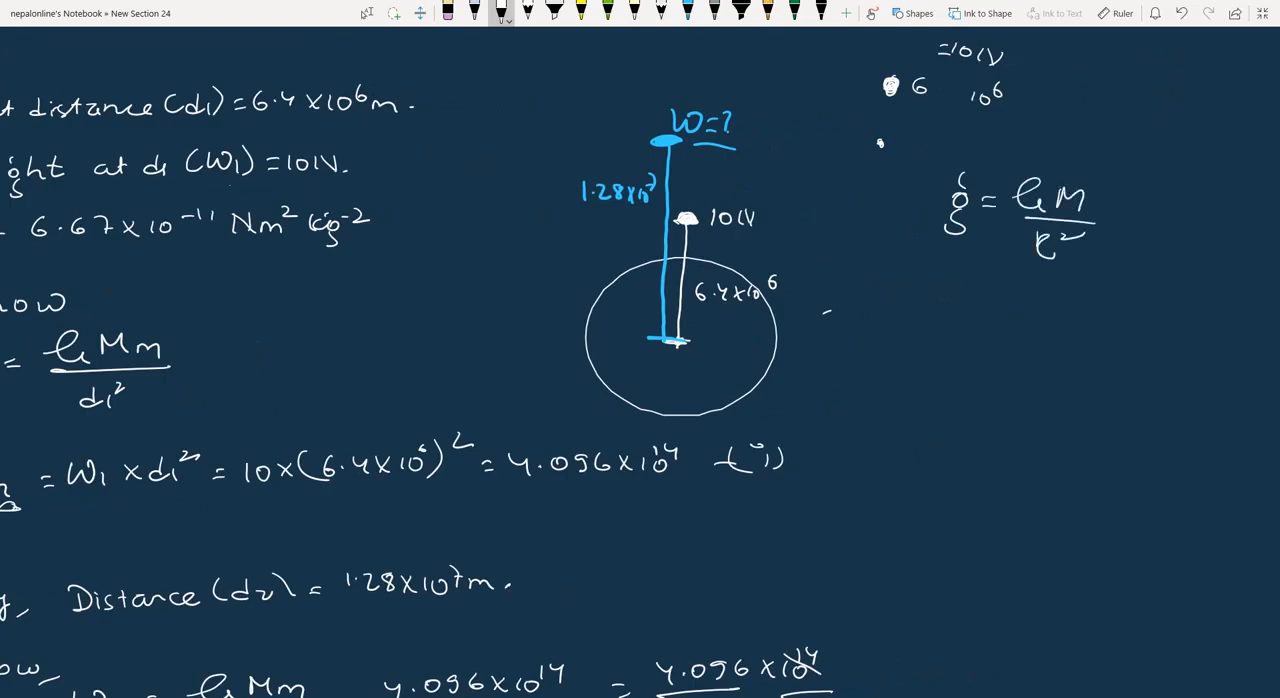 nepalonline's Notebook » New Section 24
Shapes Ink to Shape Ink to Text Ruler
t distance (d1) = 6.4 × 10⁶ m.
ght at d1 (W1) = 10N.
6.67 × 10⁻¹¹ Nm² kg⁻²
now
= GMm
d1²
= W1 × d1² = 10 × (6.4 × 10⁶)² = 4.096 × 10¹⁴ –(i)
y, Distance (d2) = 1.28 × 10⁷ m.
ow,
GMm 4.096 × 10¹⁴ = 4.096 × 10¹⁴
W = ?
1.28 × 10⁷
10N
6.4 × 10⁶
= 10N
6 10⁶
g = GM
R²